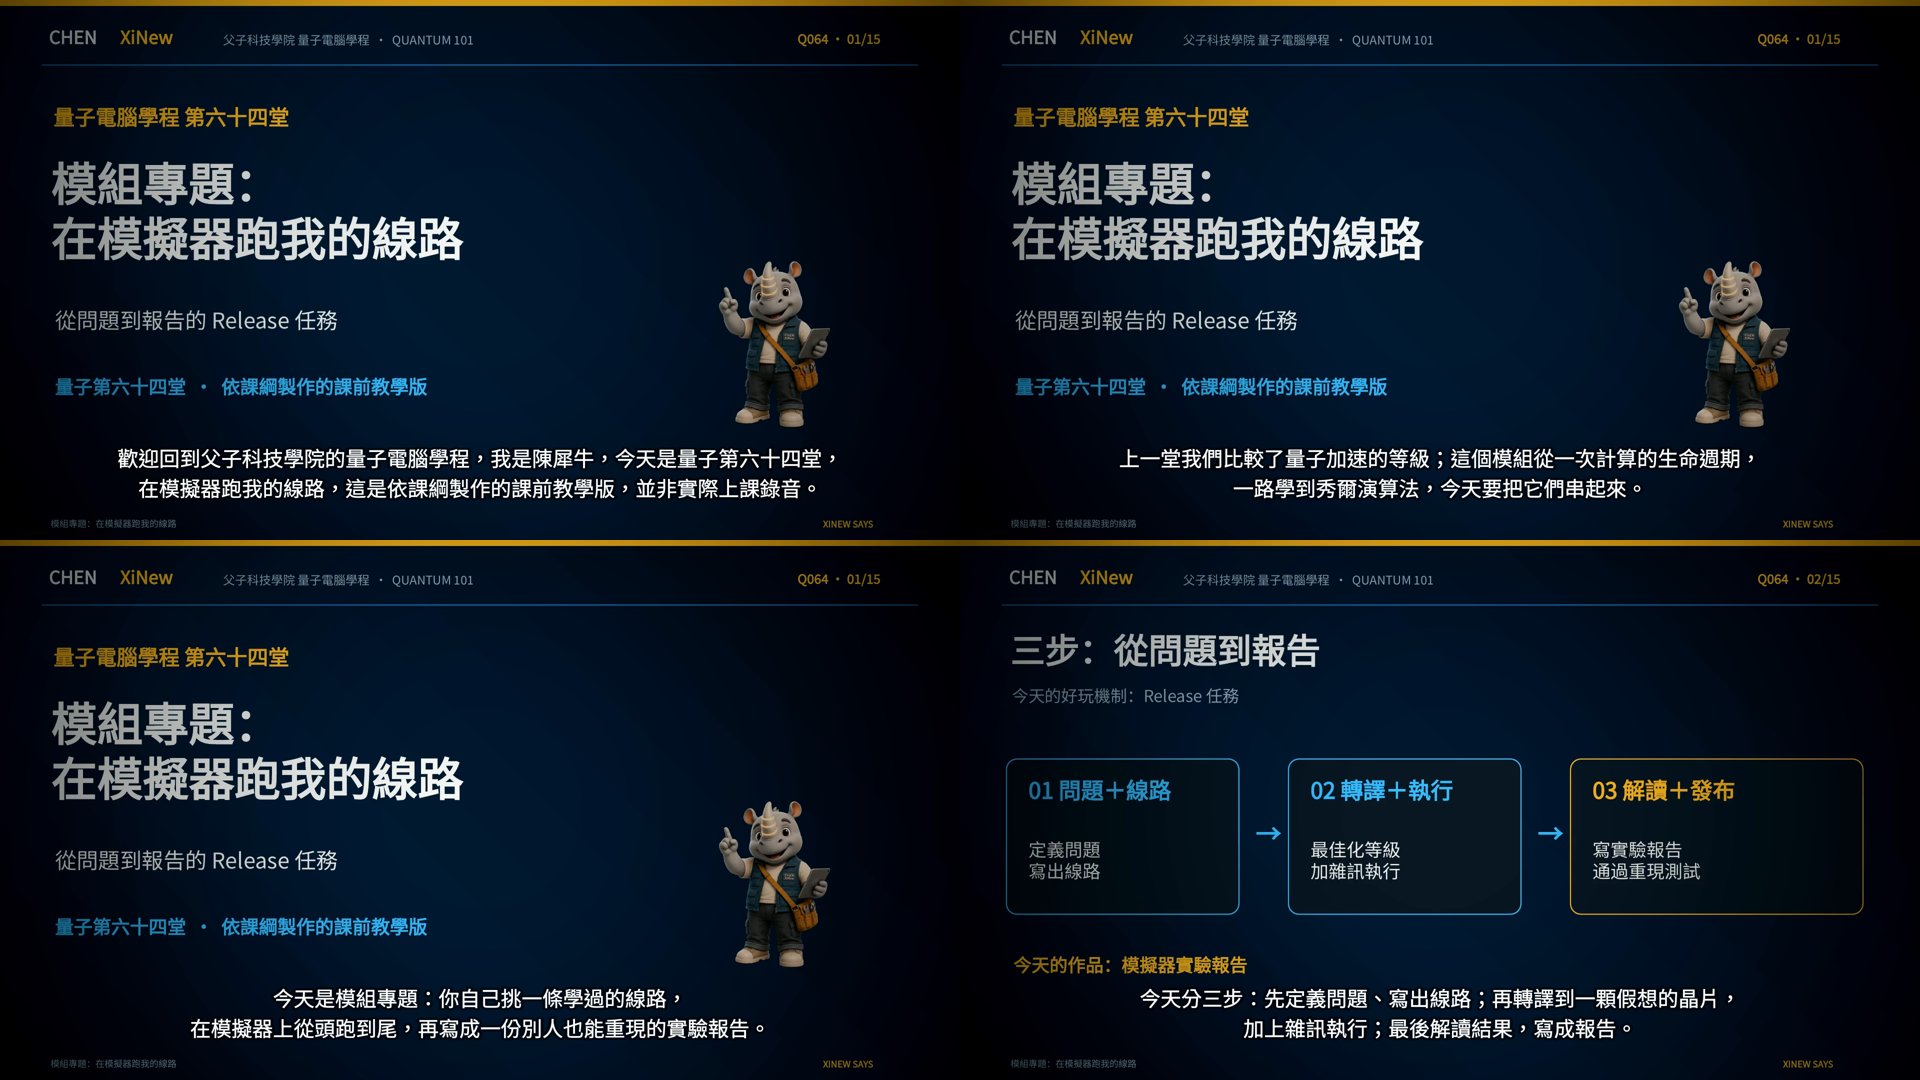 CHEN XiNew 父子科技學院 量子電腦學程 · QUANTUM 101 Q064 · 01/15
量子電腦學程 第六十四堂
模組專題：
在模擬器跑我的線路
從問題到報告的 Release 任務
量子第六十四堂 · 依課綱製作的課前教學版
歡迎回到父子科技學院的量子電腦學程，我是陳犀牛，今天是量子第六十四堂，
在模擬器跑我的線路，這是依課綱製作的課前教學版，並非實際上課錄音。
模組專題：在模擬器跑我的線路 XINEW SAYS
CHEN XiNew 父子科技學院 量子電腦學程 · QUANTUM 101 Q064 · 01/15
量子電腦學程 第六十四堂
模組專題：
在模擬器跑我的線路
從問題到報告的 Release 任務
量子第六十四堂 · 依課綱製作的課前教學版
上一堂我們比較了量子加速的等級；這個模組從一次計算的生命週期，
一路學到秀爾演算法，今天要把它們串起來。
模組專題：在模擬器跑我的線路 XINEW SAYS
CHEN XiNew 父子科技學院 量子電腦學程 · QUANTUM 101 Q064 · 01/15
量子電腦學程 第六十四堂
模組專題：
在模擬器跑我的線路
從問題到報告的 Release 任務
量子第六十四堂 · 依課綱製作的課前教學版
今天是模組專題：你自己挑一條學過的線路，
在模擬器上從頭跑到尾，再寫成一份別人也能重現的實驗報告。
模組專題：在模擬器跑我的線路 XINEW SAYS
CHEN XiNew 父子科技學院 量子電腦學程 · QUANTUM 101 Q064 · 02/15
三步：從問題到報告
今天的好玩機制：Release 任務
01 問題＋線路
定義問題
寫出線路
→
02 轉譯＋執行
最佳化等級
加雜訊執行
→
03 解讀＋發布
寫實驗報告
通過重現測試
今天的作品：模擬器實驗報告
今天分三步：先定義問題、寫出線路；再轉譯到一顆假想的晶片，
加上雜訊執行；最後解讀結果，寫成報告。
模組專題：在模擬器跑我的線路 XINEW SAYS